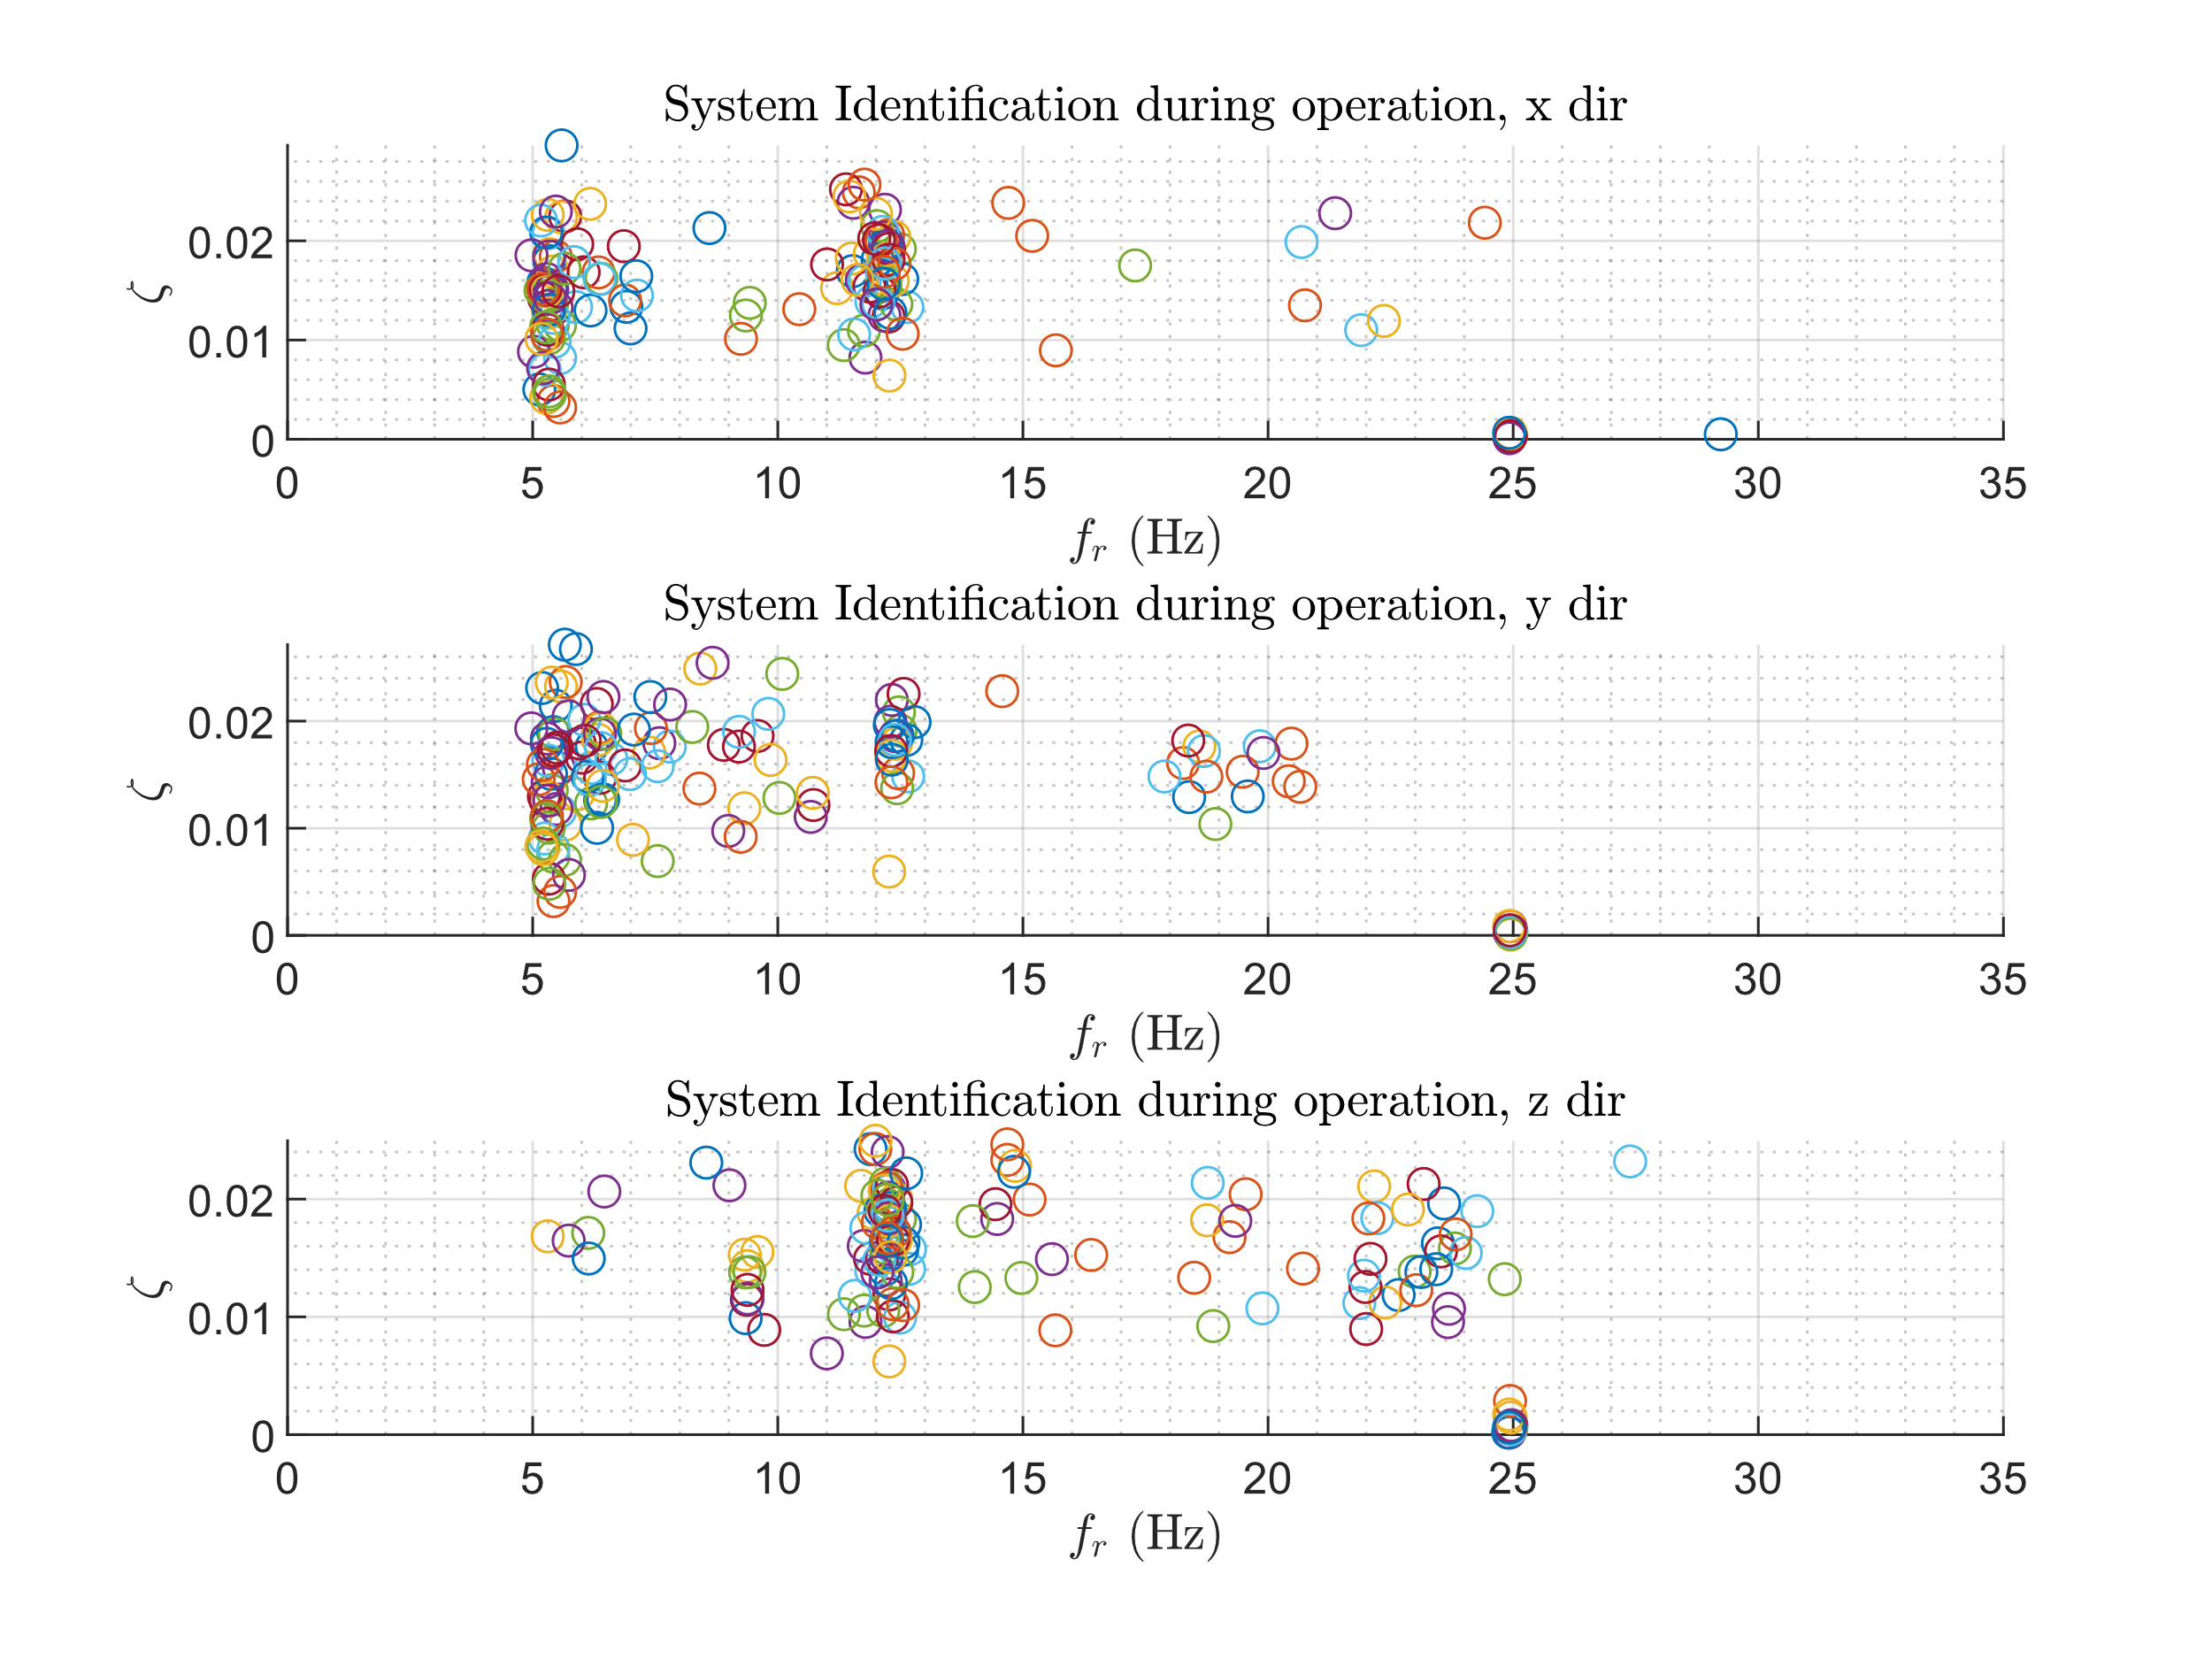 System Identification during operation, x dir
0.02
0.01
0
ζ
0 5 10 15 20 25 30 35
f_r (Hz)
System Identification during operation, y dir
0.02
0.01
0
ζ
0 5 10 15 20 25 30 35
f_r (Hz)
System Identification during operation, z dir
0.02
0.01
0
ζ
0 5 10 15 20 25 30 35
f_r (Hz)